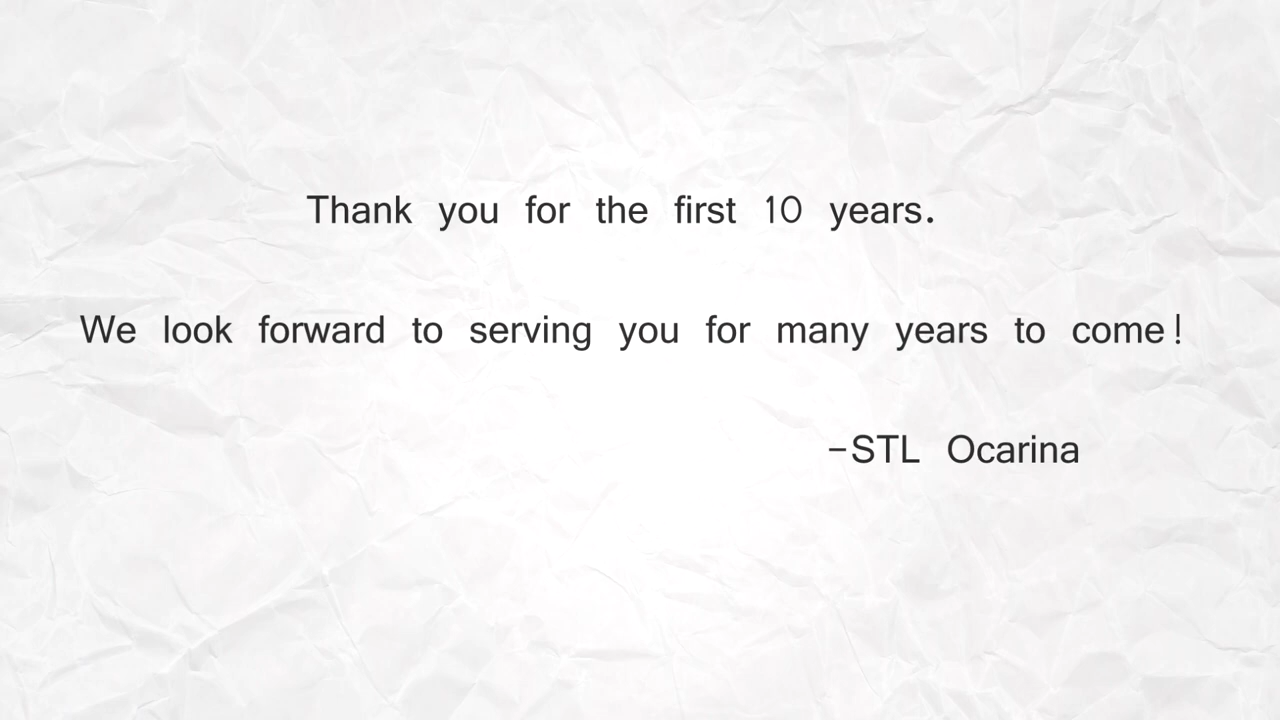 Thank you for the first 10 years.
We look forward to serving you for many years to come!
-STL Ocarina